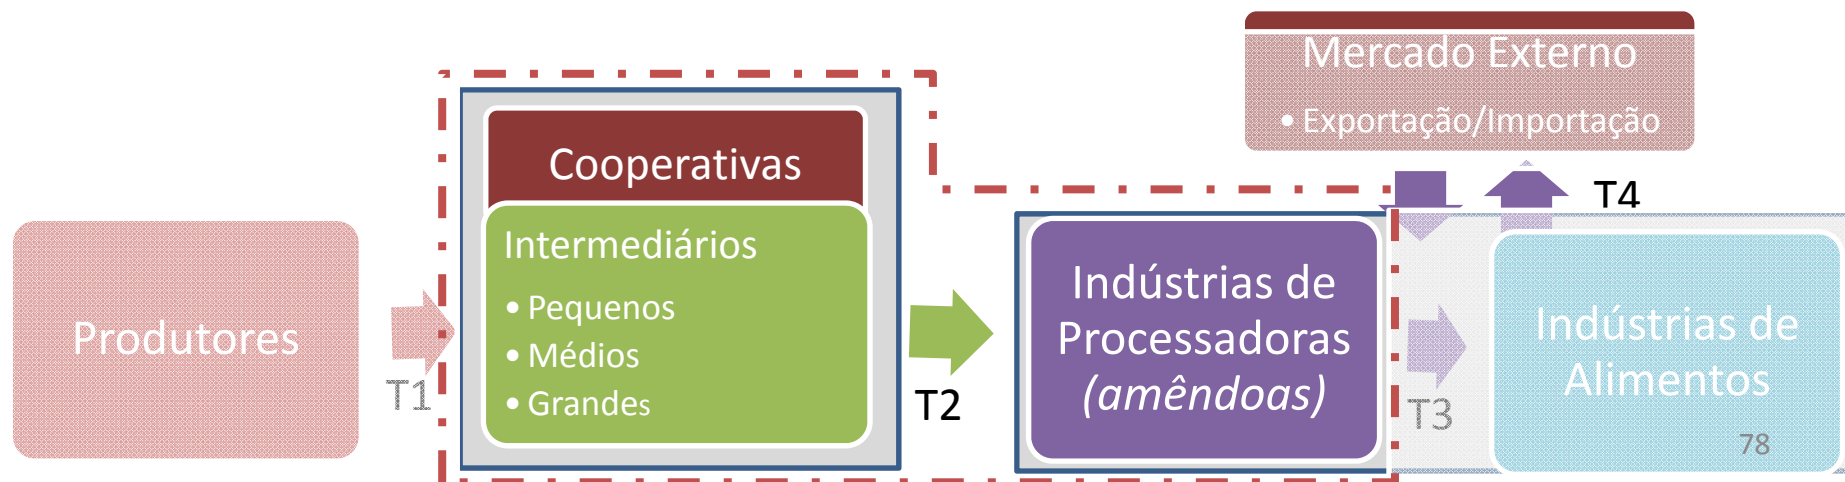 Produtores
T1
Cooperativas
Intermediários
• Pequenos
• Médios
• Grandes
T2
Indústrias de
Processadoras
(amêndoas)
T3
Mercado Externo
• Exportação/Importação
T4
Indústrias de
Alimentos
78